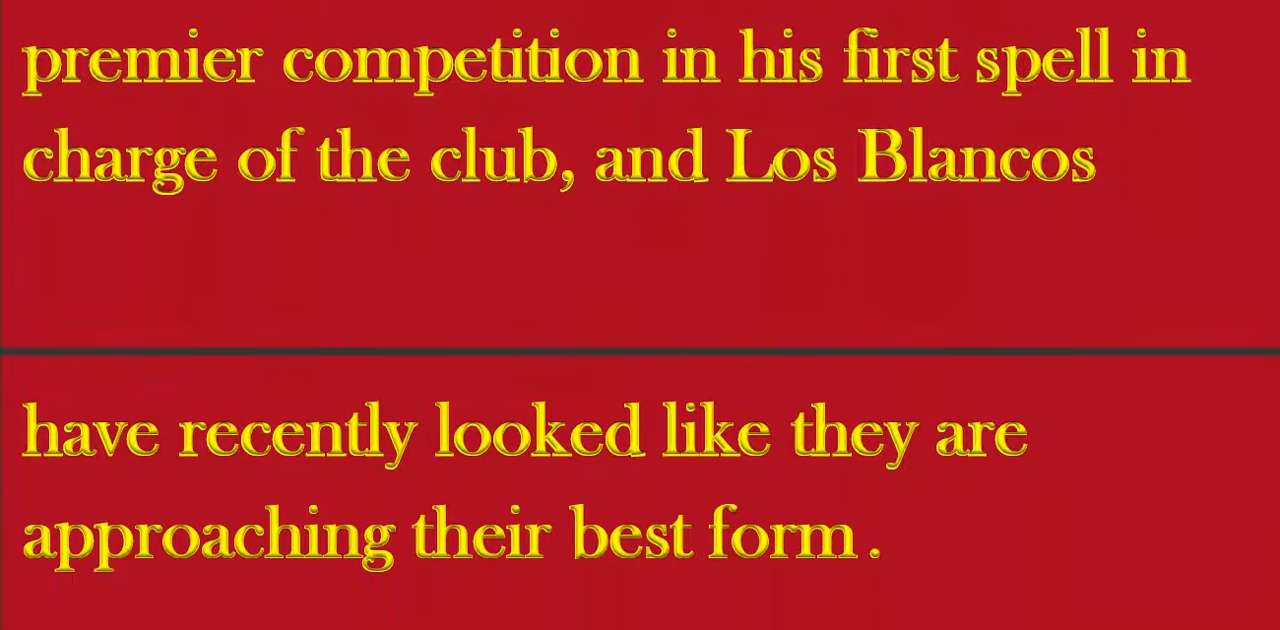 premier competition in his first spell in
charge of the club, and Los Blancos
have recently looked like they are
approaching their best form .